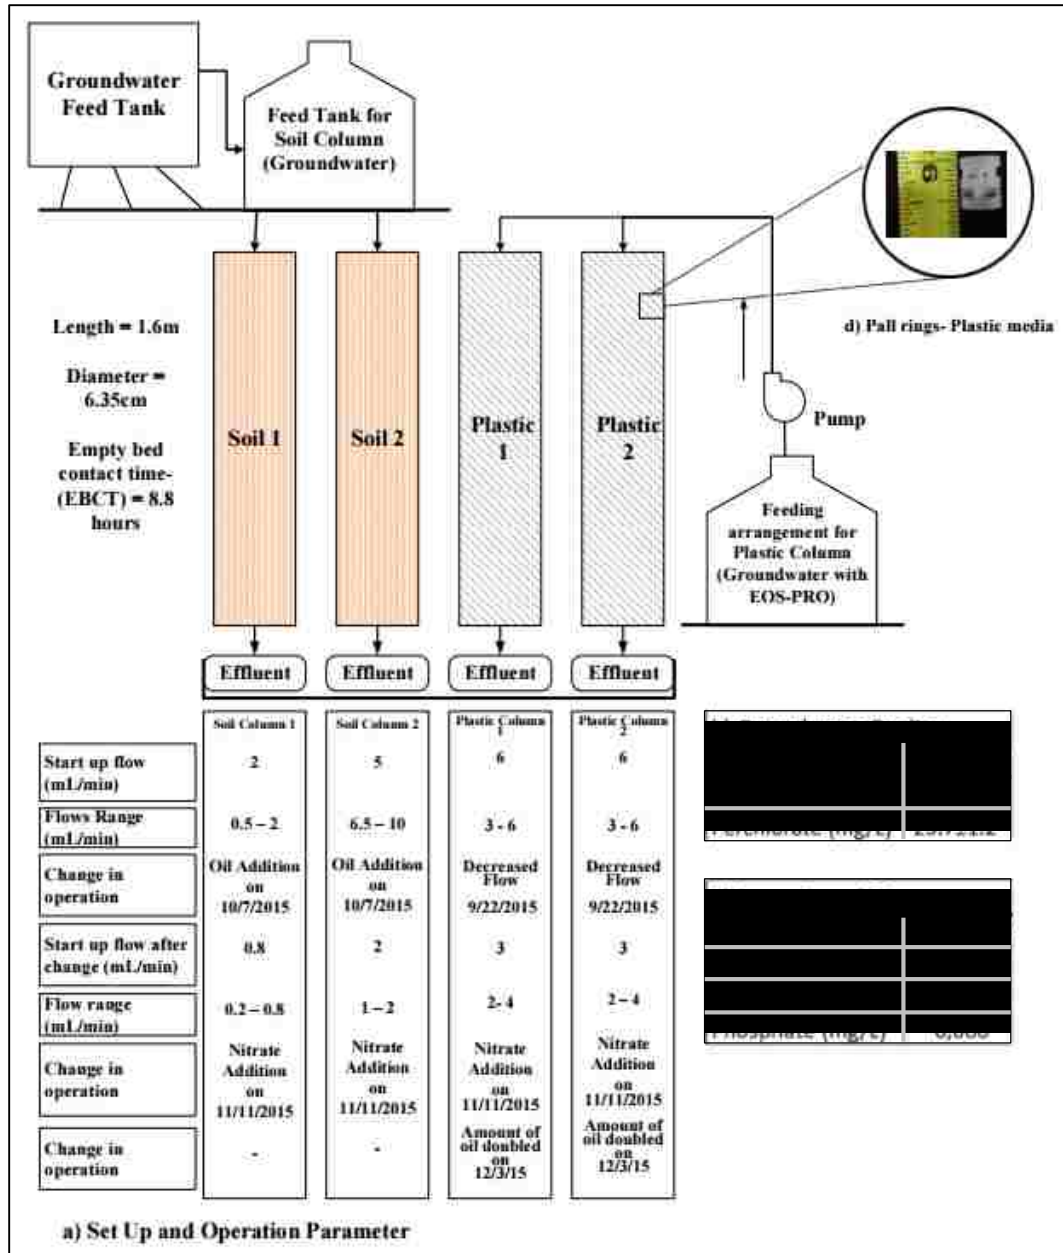 Groundwater
Feed Tank
Feed Tank for
Soil Column
(Groundwater)
Length = 1.6m
Diameter =
6.35cm
Empty bed
contact time-
(EBCT) = 8.8
hours
Soil 1
Soil 2
Plastic
1
Plastic
2
d) Pall rings- Plastic media
Pump
Feeding
arrangement for
Plastic Column
(Groundwater with
EOS-PRO)
Effluent Effluent Effluent Effluent
Soil Column 1
Soil Column 2
Plastic Column
1
Plastic Column
2
Start up flow
(mL/min)
2 5 6 6
Flows Range
(mL/min)
0.5 – 2 6.5 – 10 3 - 6 3 - 6
Change in
operation
Oil Addition
on
10/7/2015
Oil Addition
on
10/7/2015
Decreased
Flow
9/22/2015
Decreased
Flow
9/22/2015
Start up flow after
change (mL/min)
0.8 2 3 3
Flow range
(mL/min)
0.2 – 0.8 1 – 2 2- 4 2 – 4
Change in
operation
Nitrate
Addition
on
11/11/2015
Nitrate
Addition
on
11/11/2015
Nitrate
Addition
on
11/11/2015
Nitrate
Addition
on
11/11/2015
Change in
operation
-
-
Amount of
oil doubled
on
12/3/15
Amount of
oil doubled
on
12/3/15
Perchlorate (mg/L)
Phosphate (mg/L)
a) Set Up and Operation Parameter